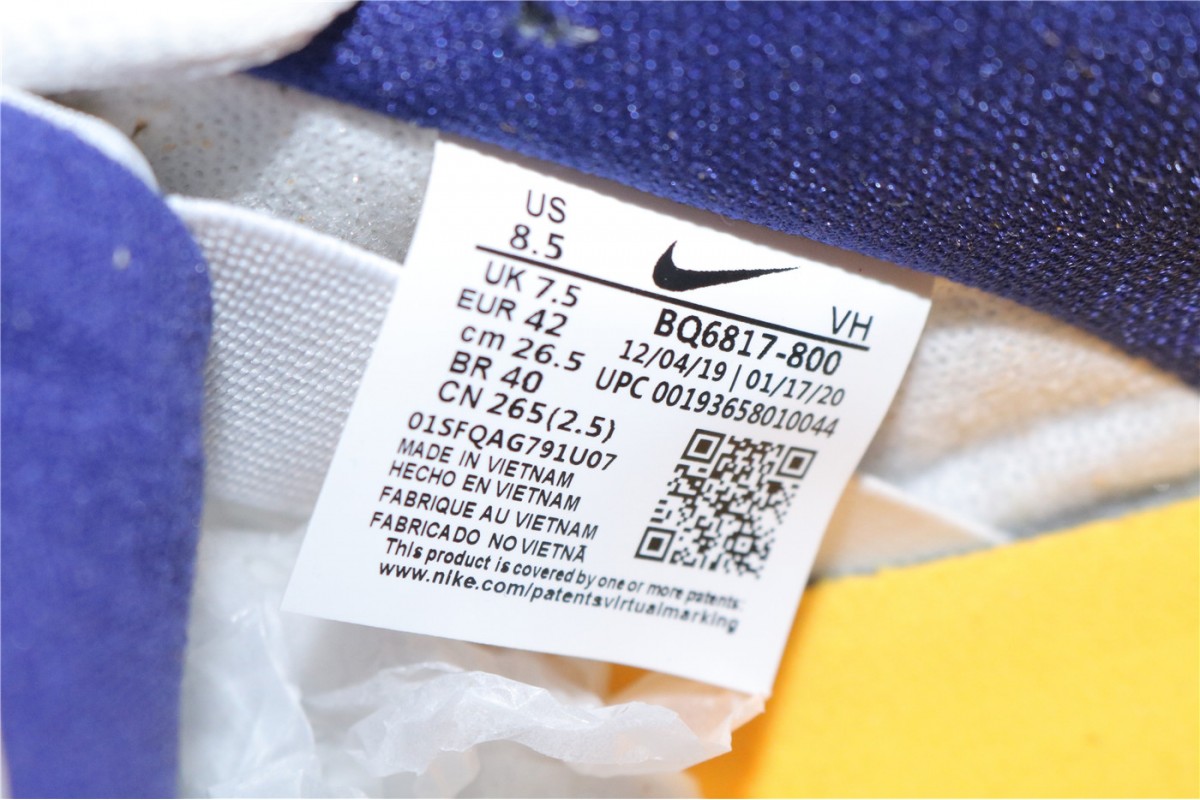 US
8.5
VH
UK 7.5
EUR 42
cm 26.5
BR 40
CN 265(2.5)
01SFQAG791U07
BQ6817-800
12/04/19 | 01/17/20
UPC 00193658010044
MADE IN VIETNAM
HECHO EN VIETNAM
FABRIQUE AU VIETNAM
FABRICADO NO VIETNÃ
This product is covered by one or more patents:
www.nike.com/patentsvirtualmarking